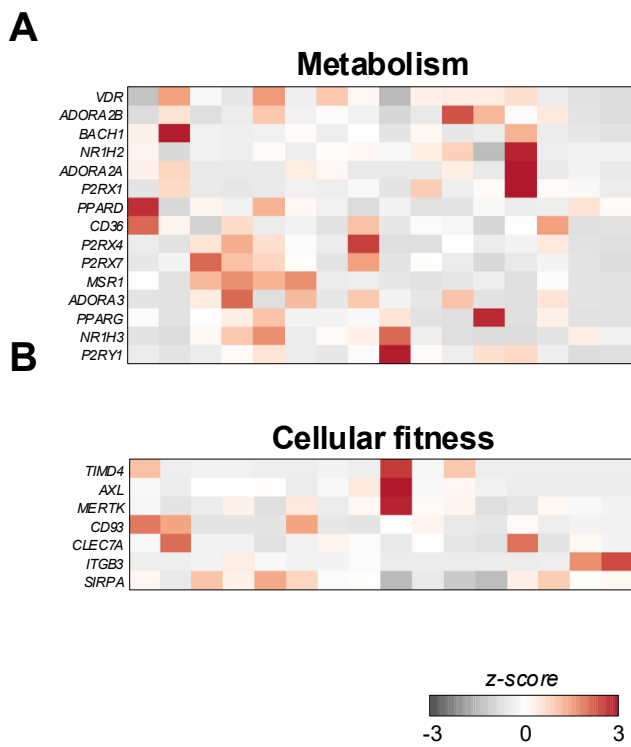 A
Metabolism
VDR
ADORA2B
BACH1
NR1H2
ADORA2A
P2RX1
PPARD
CD36
P2RX4
P2RX7
MSR1
ADORA3
PPARG
NR1H3
P2RY1
B
Cellular fitness
TIMD4
AXL
MERTK
CD93
CLEC7A
ITGB3
SIRPA
z-score
-3 0 3